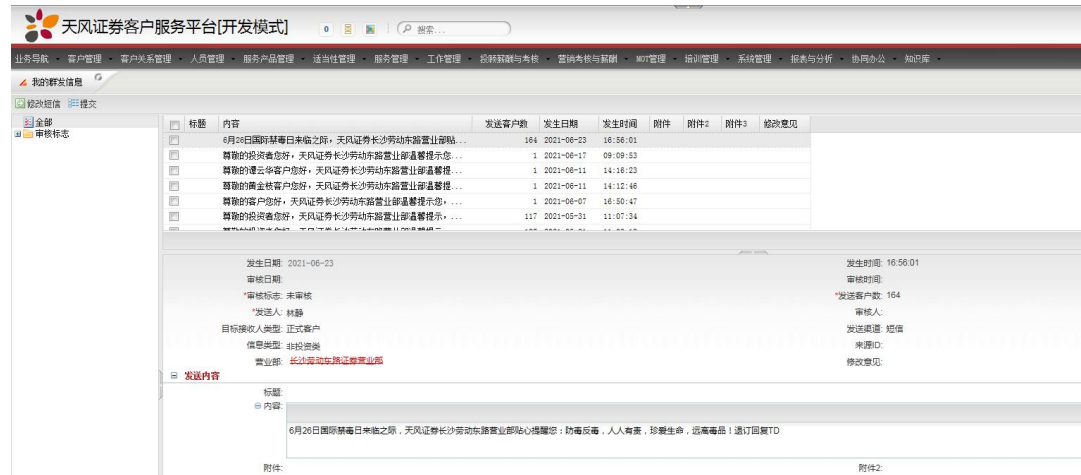 天风证券客户服务平台[开发模式] 0 搜索...
业务导航 客户管理 客户关系管理 人员管理 服务产品管理 适当性管理 服务管理 工作管理 投顾薪酬与考核 营销考核与薪酬 MOT管理 培训管理 系统管理 报表与分析 协同办公 知识库
我的群发信息
修改短信 提交
全部
审核标志
标题 内容 发送客户数 发生日期 发生时间 附件 附件2 附件3 修改意见
6月26日国际禁毒日来临之际，天风证券长沙劳动东路营业部贴... 164 2021-06-23 16:56:01
尊敬的投资者您好，天风证券长沙劳动东路营业部温馨提示您... 1 2021-06-17 09:09:53
尊敬的谭云华客户您好，天风证券长沙劳动东路营业部温馨提... 1 2021-06-11 14:16:23
尊敬的黄金枝客户您好，天风证券长沙劳动东路营业部温馨提... 1 2021-06-11 14:12:46
尊敬的客户您好，天风证券长沙劳动东路营业部温馨提示您，... 1 2021-06-07 16:50:47
尊敬的投资者您好，天风证券长沙劳动东路营业部温馨提示，... 117 2021-05-31 11:07:34
发生日期: 2021-06-23 发生时间: 16:56:01
审核日期: 审核时间:
*审核标志: 未审核 *发送客户数: 164
*发送人: 林静 审核人:
目标接收人类型: 正式客户 发送渠道: 短信
信息类型: 非投资类 来源ID:
营业部: 长沙劳动东路证券营业部 修改意见:
发送内容
标题:
内容:
6月26日国际禁毒日来临之际，天风证券长沙劳动东路营业部贴心提醒您：防毒反毒，人人有责，珍爱生命，远离毒品！退订回复TD
附件: 附件2: